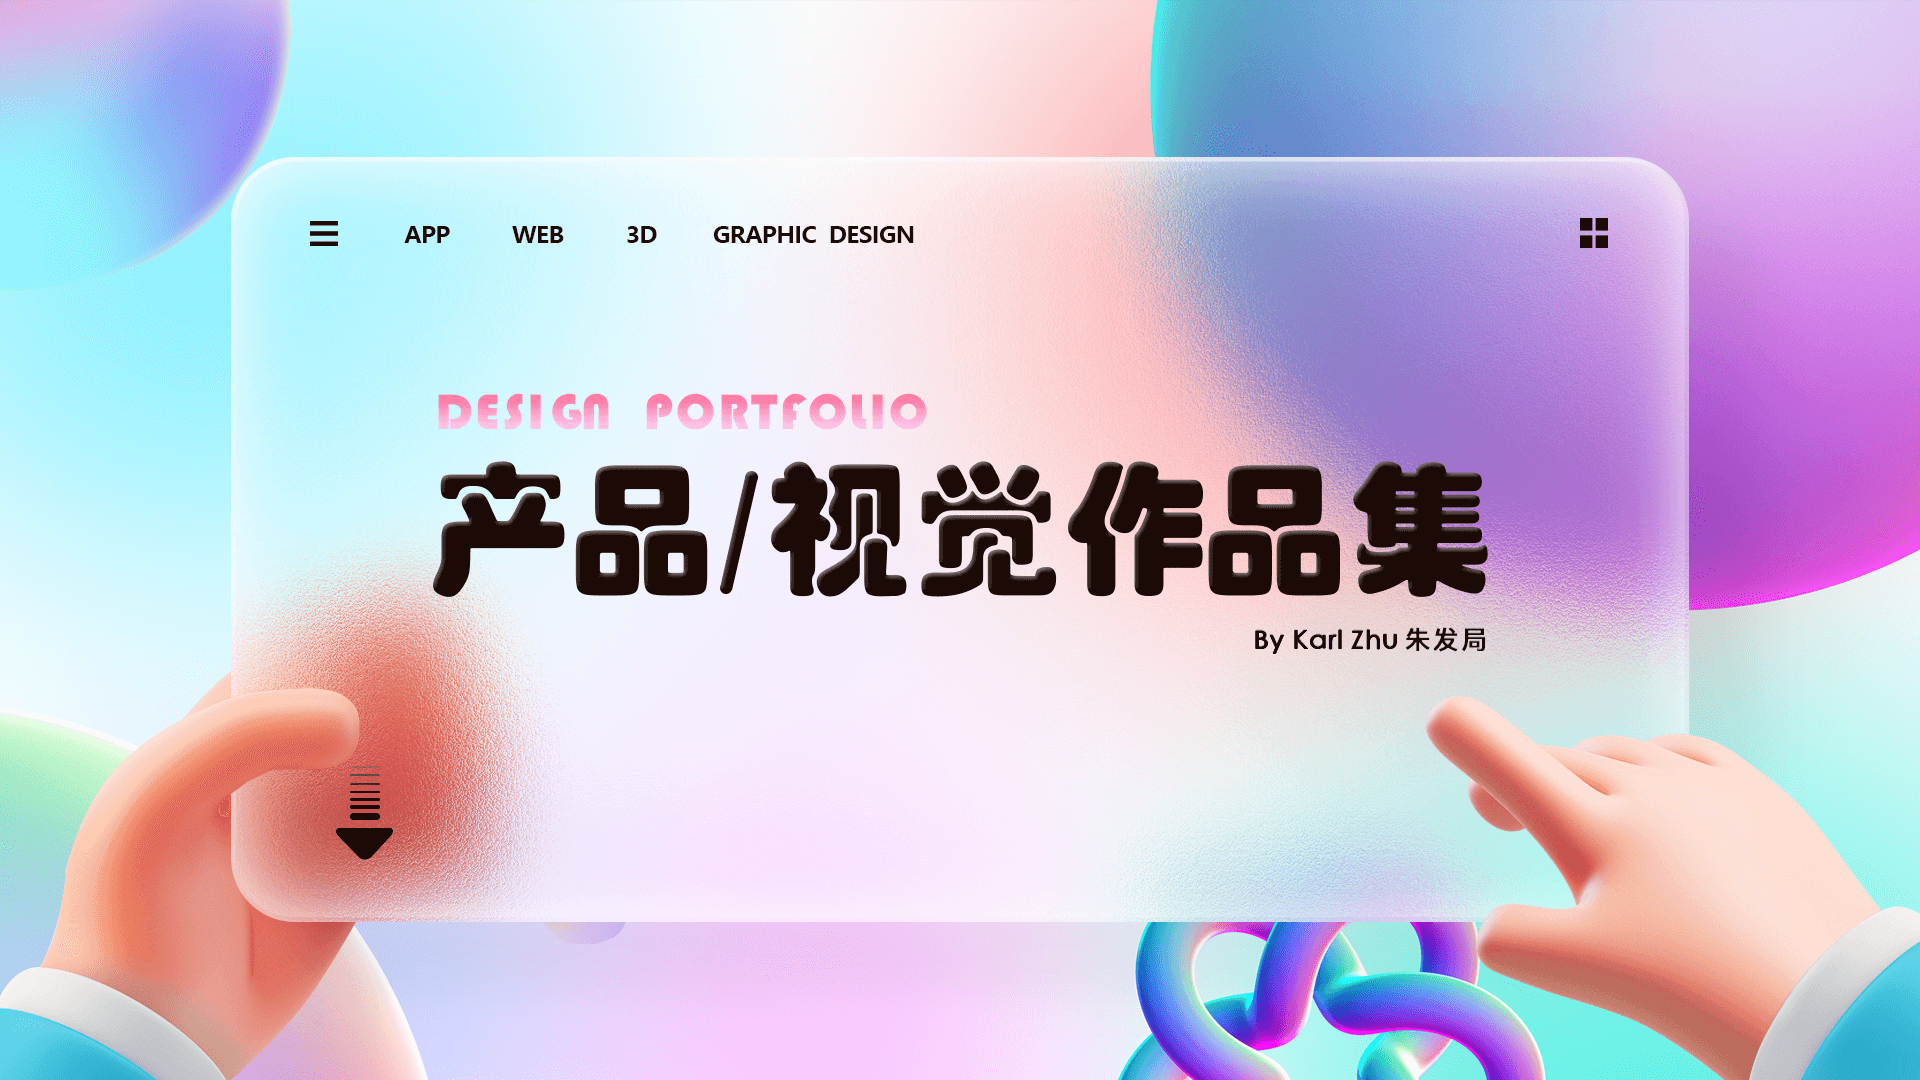 APP WEB 3D GRAPHIC DESIGN
DESIGN PORTFOLIO
产品/视觉作品集
By Karl Zhu 朱发局